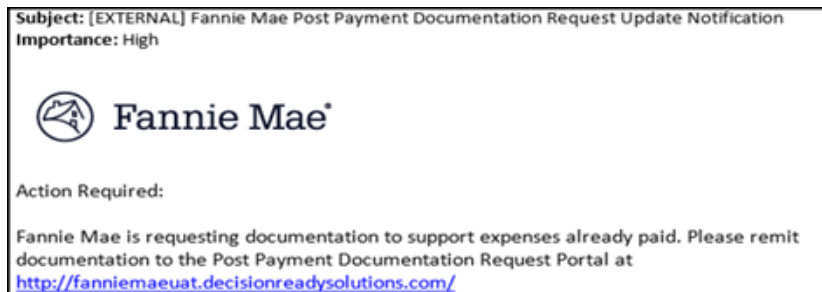 Subject: [EXTERNAL] Fannie Mae Post Payment Documentation Request Update Notification
Importance: High
Fannie Mae®
Action Required:
Fannie Mae is requesting documentation to support expenses already paid. Please remit
documentation to the Post Payment Documentation Request Portal at
http://fanniemaeuat.decisionreadysolutions.com/